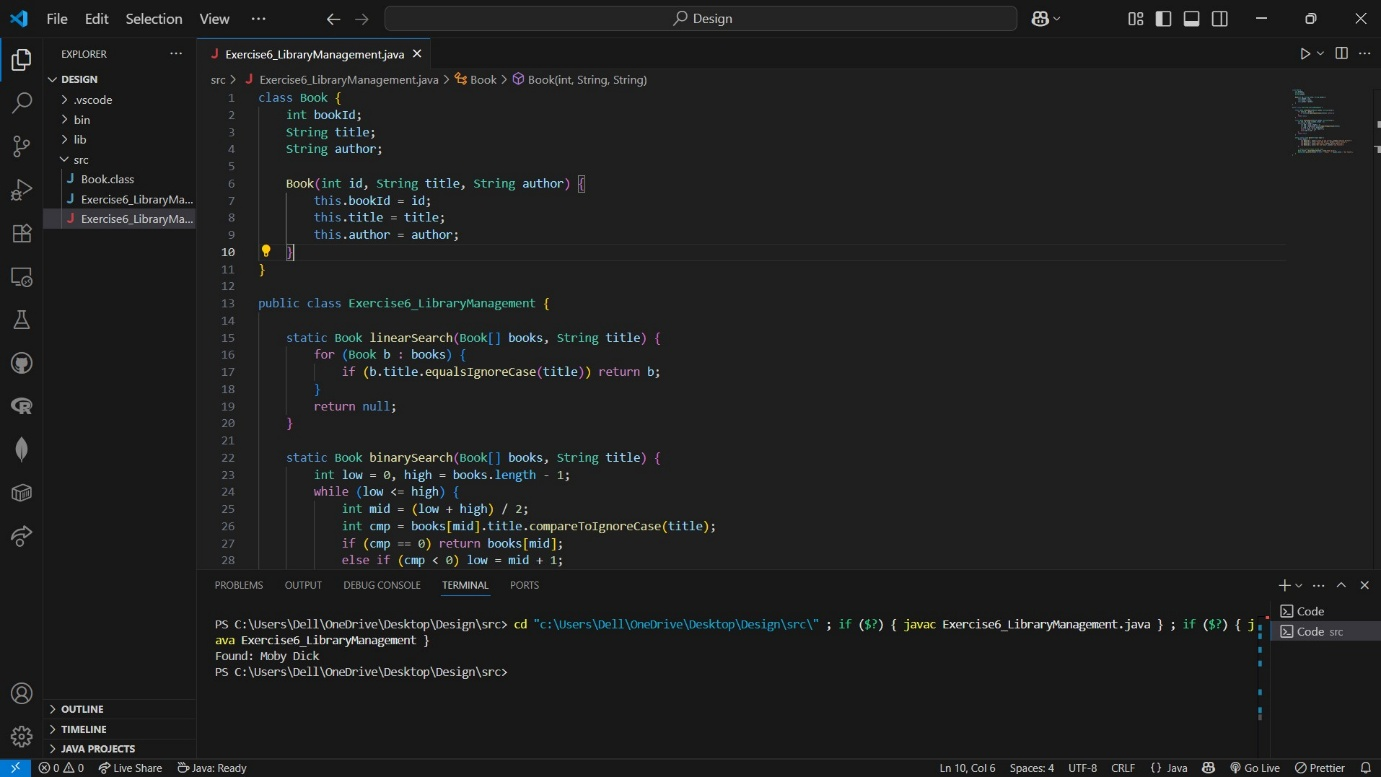 File Edit Selection View ··· Design
EXPLORER ···
DESIGN
.vscode
bin
lib
src
J Book.class
J Exercise6_LibraryMa...
J Exercise6_LibraryMa...
OUTLINE
TIMELINE
JAVA PROJECTS
J Exercise6_LibraryManagement.java
src > J Exercise6_LibraryManagement.java > Book > Book(int, String, String)
1 class Book {
2     int bookId;
3     String title;
4     String author;
5
6     Book(int id, String title, String author) {
7         this.bookId = id;
8         this.title = title;
9         this.author = author;
10     }
11 }
12
13 public class Exercise6_LibraryManagement {
14
15     static Book linearSearch(Book[] books, String title) {
16         for (Book b : books) {
17             if (b.title.equalsIgnoreCase(title)) return b;
18         }
19         return null;
20     }
21
22     static Book binarySearch(Book[] books, String title) {
23         int low = 0, high = books.length - 1;
24         while (low <= high) {
25             int mid = (low + high) / 2;
26             int cmp = books[mid].title.compareToIgnoreCase(title);
27             if (cmp == 0) return books[mid];
28             else if (cmp < 0) low = mid + 1;
PROBLEMS OUTPUT DEBUG CONSOLE TERMINAL PORTS
PS C:\Users\Dell\OneDrive\Desktop\Design\src> cd "c:\Users\Dell\OneDrive\Desktop\Design\src\" ; if ($?) { javac Exercise6_LibraryManagement.java } ; if ($?) { j
ava Exercise6_LibraryManagement }
Found: Moby Dick
PS C:\Users\Dell\OneDrive\Desktop\Design\src>
Code
Code src
0 0 Live Share Java: Ready Ln 10, Col 6 Spaces: 4 UTF-8 CRLF {} Java Go Live Prettier